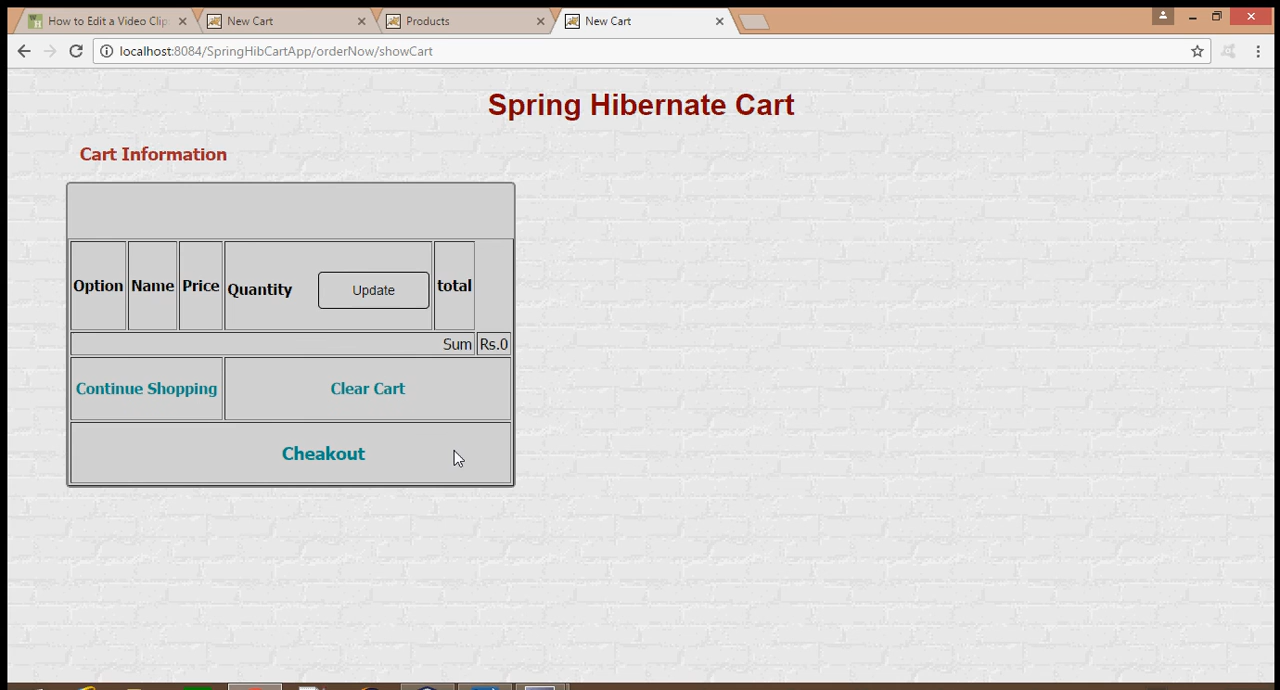 How to Edit a Video Clip
New Cart
Products
New Cart
localhost:8084/SpringHibCartApp/orderNow/showCart
Spring Hibernate Cart
Cart Information
Option Name Price Quantity Update total
Sum Rs.0
Continue Shopping Clear Cart
Cheakout